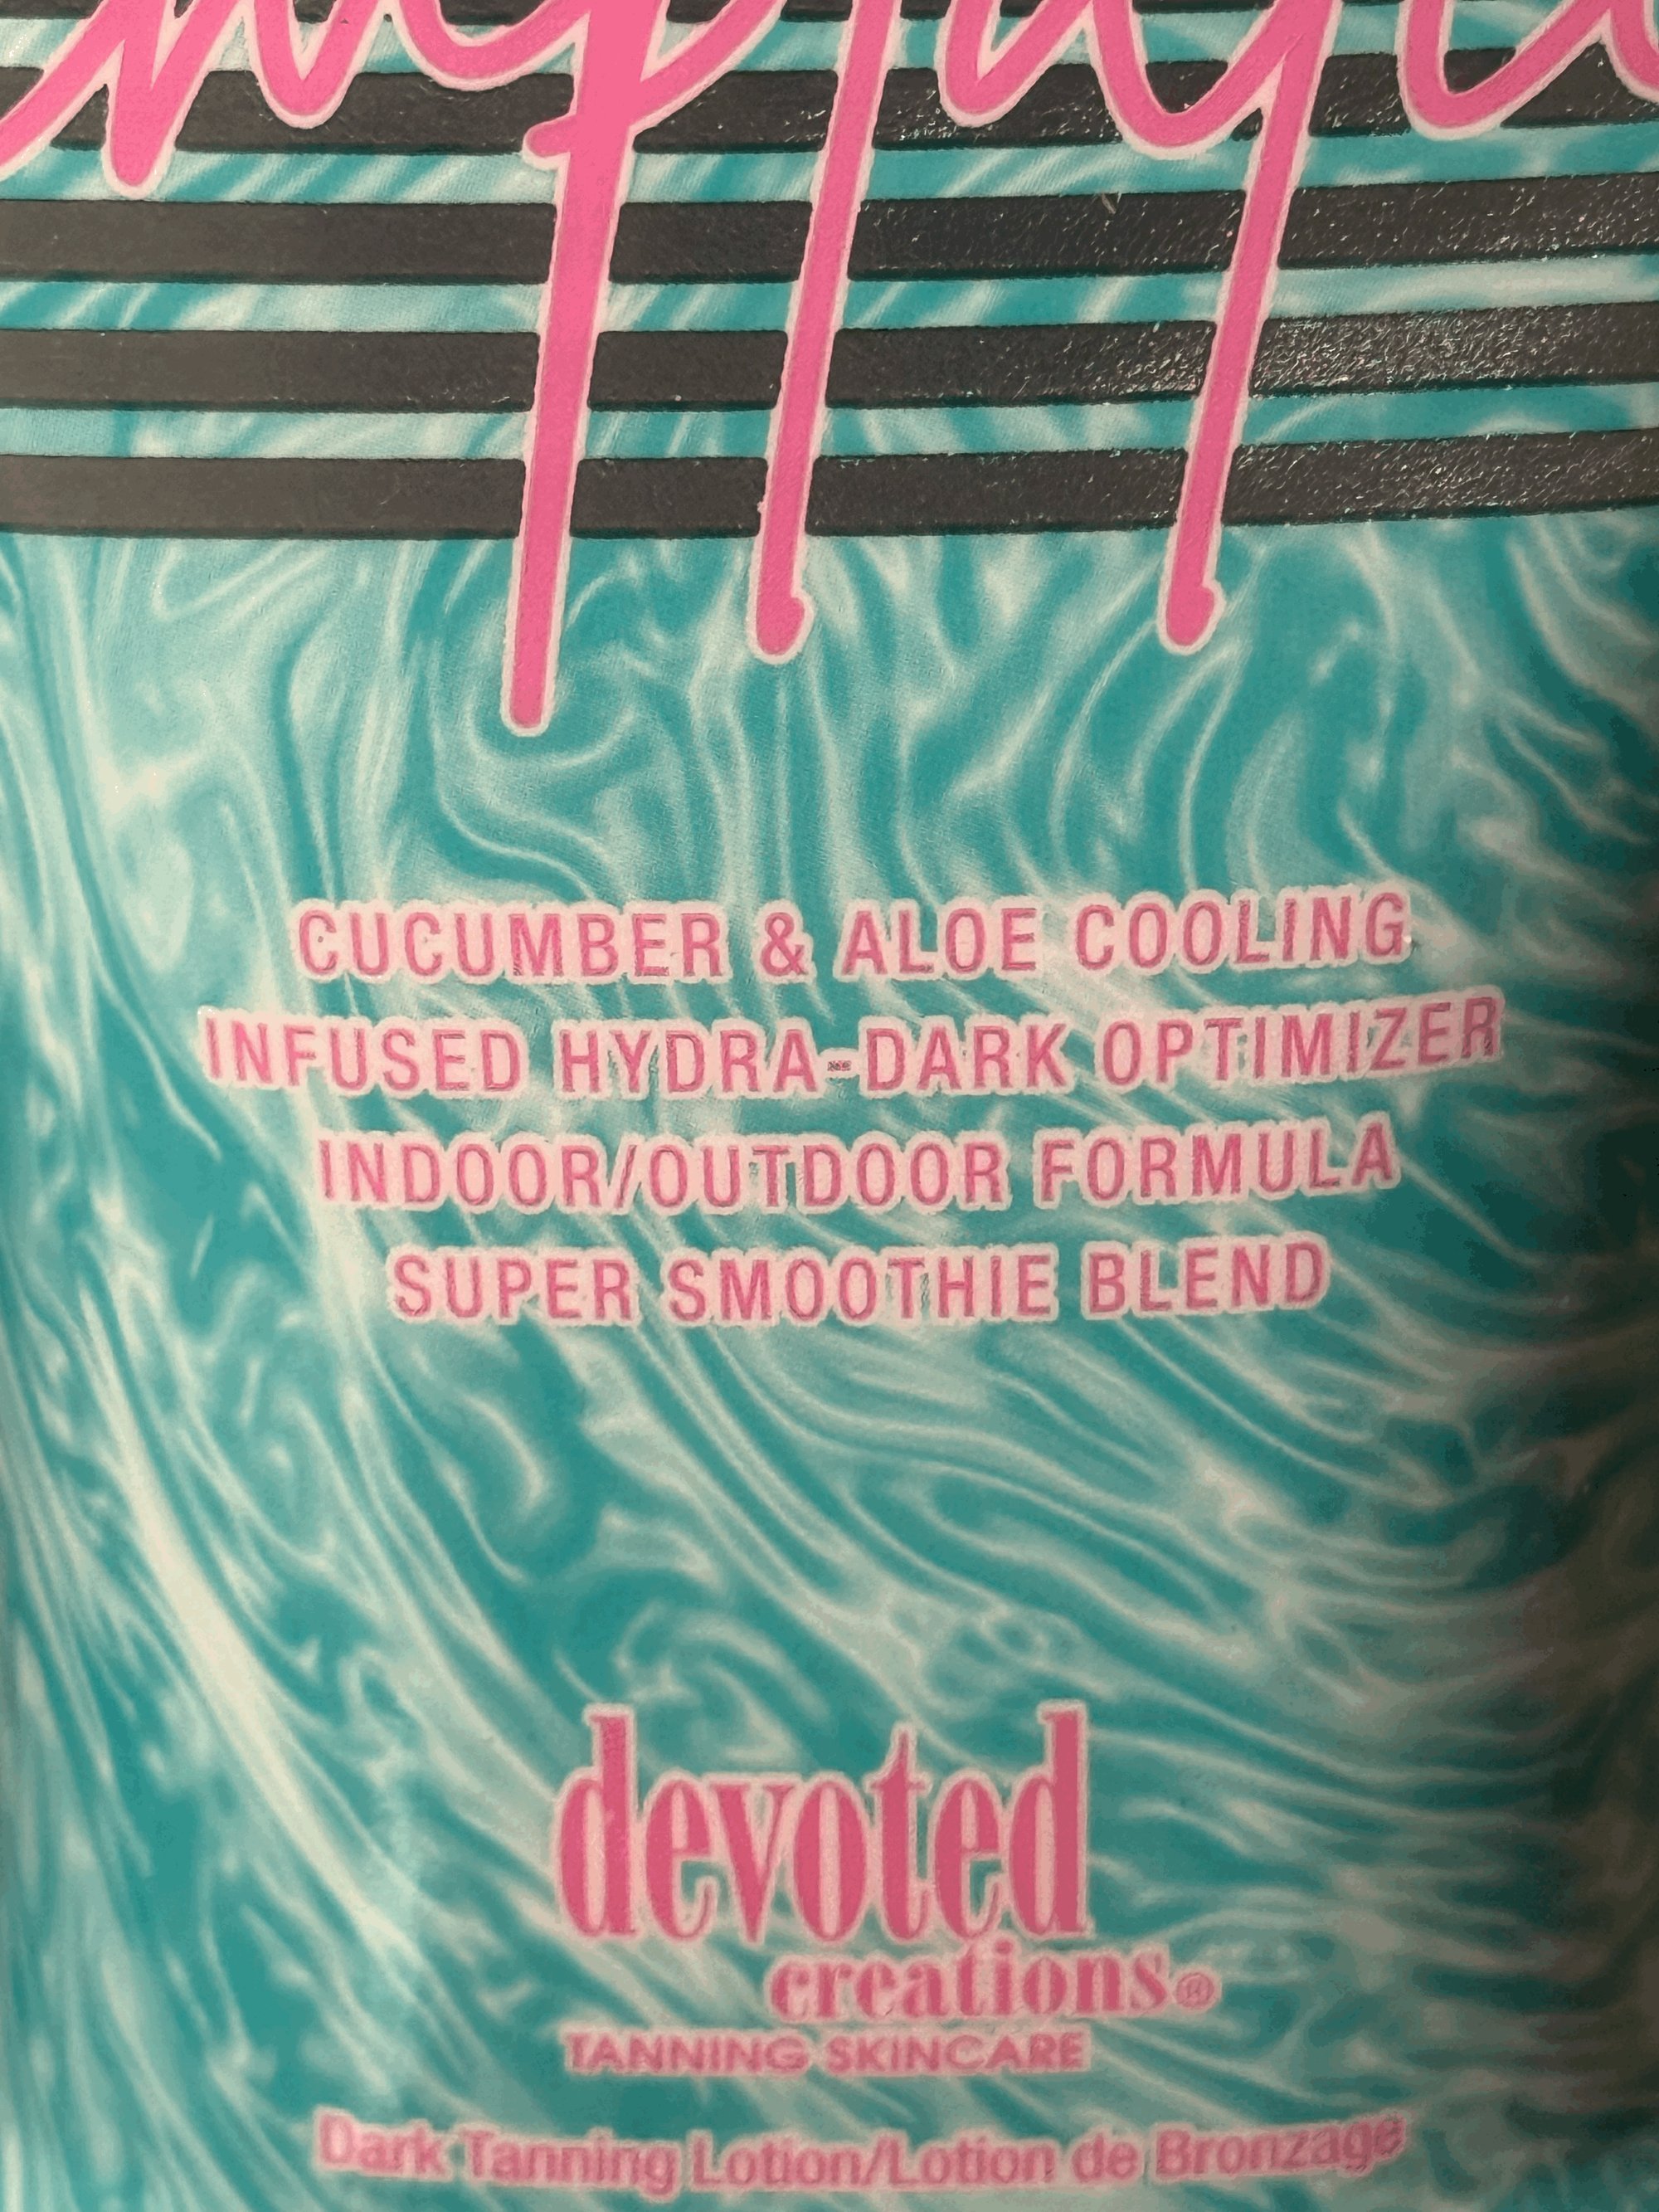 CUCUMBER & ALOE COOLING
INFUSED HYDRA-DARK OPTIMIZER
INDOOR/OUTDOOR FORMULA
SUPER SMOOTHIE BLEND
devoted
creations®
TANNING SKINCARE
Dark Tanning Lotion/Lotion de Bronzage